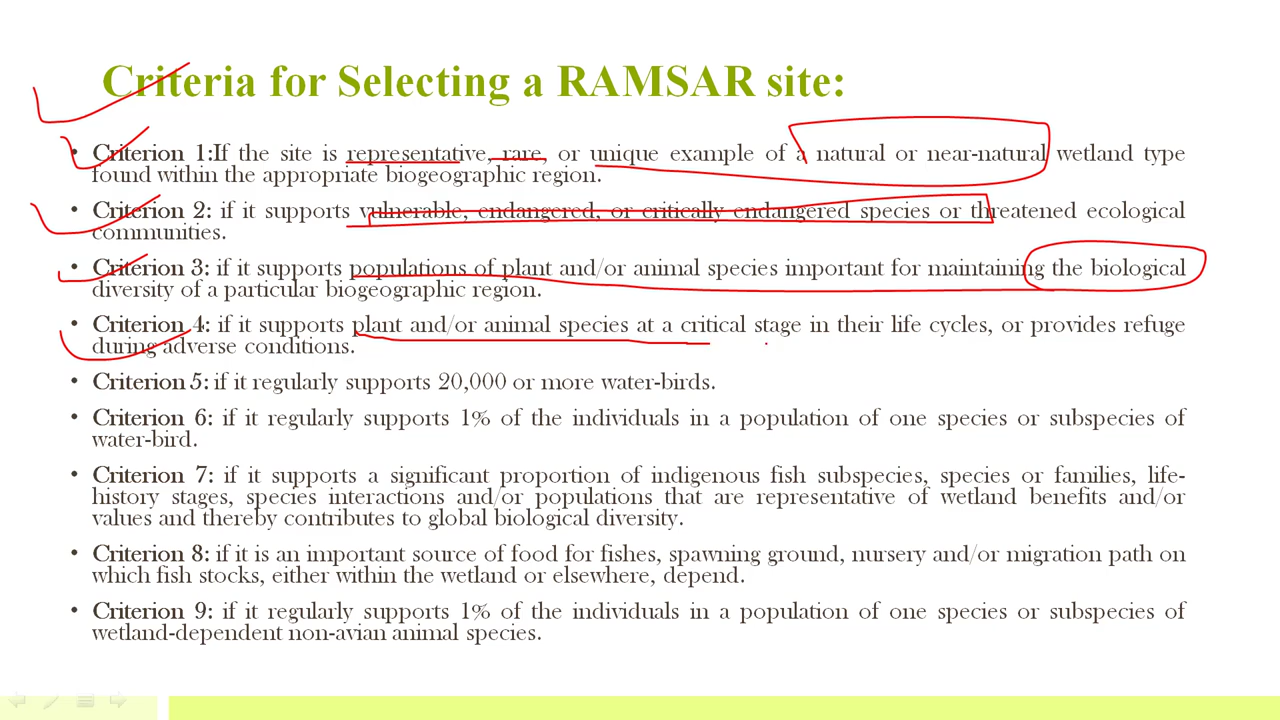 Criteria for Selecting a RAMSAR site:
• Criterion 1:If the site is representative, rare, or unique example of a natural or near-natural wetland type
found within the appropriate biogeographic region.
• Criterion 2: if it supports vulnerable, endangered, or critically endangered species or threatened ecological
communities.
• Criterion 3: if it supports populations of plant and/or animal species important for maintaining the biological
diversity of a particular biogeographic region.
• Criterion 4: if it supports plant and/or animal species at a critical stage in their life cycles, or provides refuge
during adverse conditions.
• Criterion 5: if it regularly supports 20,000 or more water-birds.
• Criterion 6: if it regularly supports 1% of the individuals in a population of one species or subspecies of
water-bird.
• Criterion 7: if it supports a significant proportion of indigenous fish subspecies, species or families, life-
history stages, species interactions and/or populations that are representative of wetland benefits and/or
values and thereby contributes to global biological diversity.
• Criterion 8: if it is an important source of food for fishes, spawning ground, nursery and/or migration path on
which fish stocks, either within the wetland or elsewhere, depend.
• Criterion 9: if it regularly supports 1% of the individuals in a population of one species or subspecies of
wetland-dependent non-avian animal species.